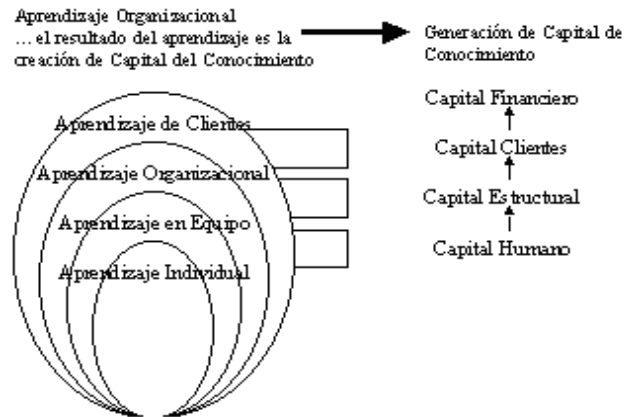 Aprendizaje Organizacional
... el resultado del aprendizaje es la
creación de Capital del Conocimiento
Generación de Capital de
Conocimiento
Aprendizaje de Clientes
Aprendizaje Organizacional
Aprendizaje en Equipo
Aprendizaje Individual
Capital Financiero
Capital Clientes
Capital Estructural
Capital Humano